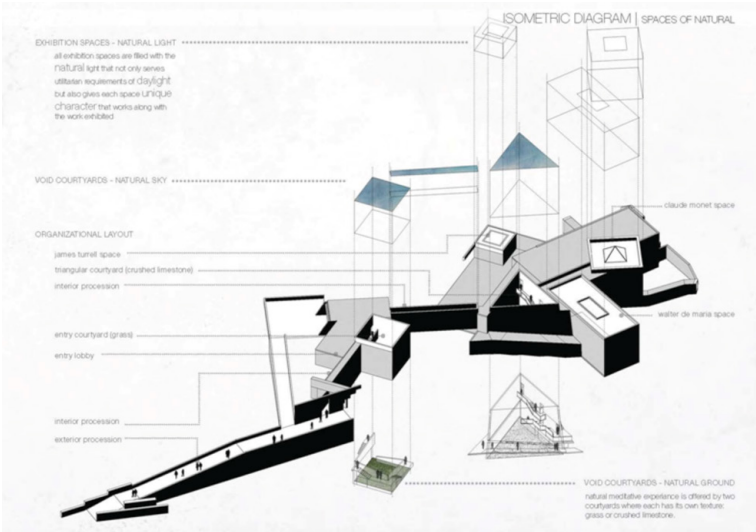 ISOMETRIC DIAGRAM | SPACES OF NATURAL
EXHIBITION SPACES - NATURAL LIGHT
all exhibition spaces are filled with the
natural light that not only serves
utilitarian requirements of daylight
but also gives each space unique
character that works along with
the work exhibited
VOID COURTYARDS - NATURAL SKY
claude monet space
ORGANIZATIONAL LAYOUT
james turrell space
triangular courtyard (crushed limestone)
interior procession
walter de maria space
entry courtyard (grass)
entry lobby
interior procession
exterior procession
VOID COURTYARDS - NATURAL GROUND
natural meditative experience is offered by two
courtyards where each has its own texture:
grass or crushed limestone.